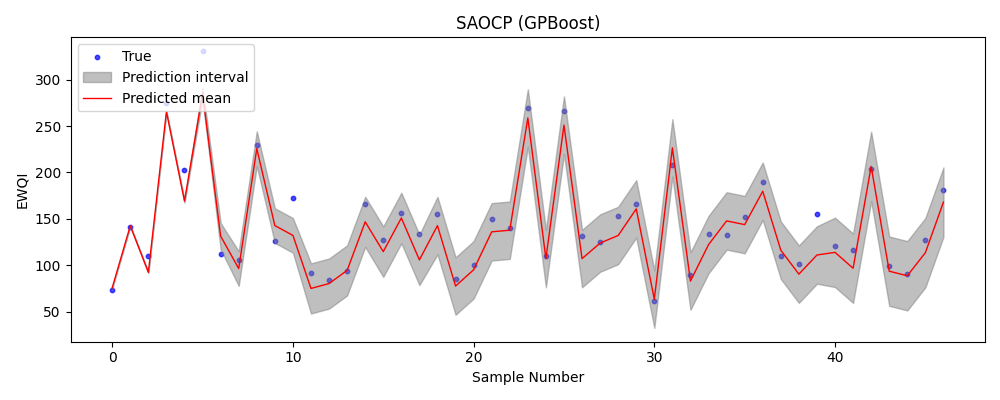 SAOCP (GPBoost)
True
Prediction interval
Predicted mean
EWQI
300
250
200
150
100
50
0
10
20
30
40
Sample Number